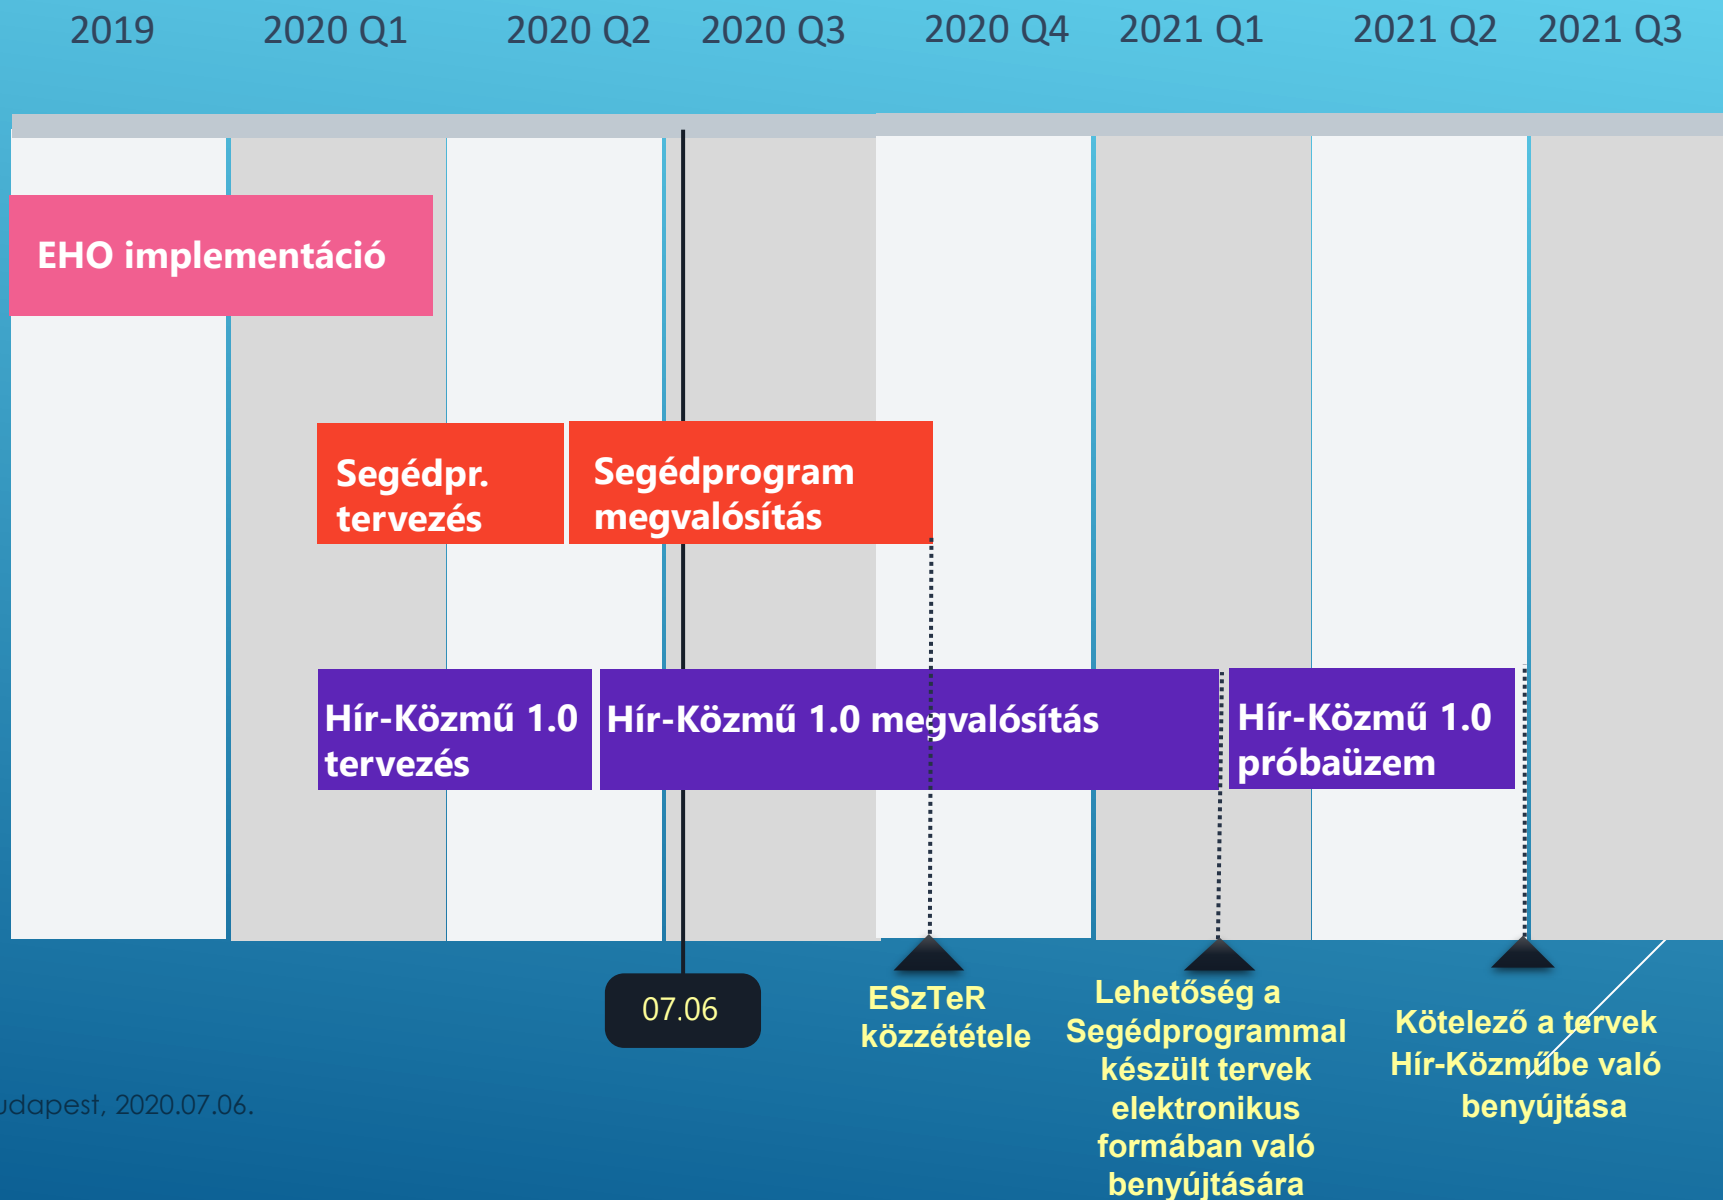 2019 2020 Q1 2020 Q2 2020 Q3 2020 Q4 2021 Q1 2021 Q2 2021 Q3
EHO implementáció
Segédpr.
tervezés
Segédprogram
megvalósítás
Hír-Közmű 1.0
tervezés
Hír-Közmű 1.0 megvalósítás
Hír-Közmű 1.0
próbaüzem
07.06
ESzTeR
közzététele
Lehetőség a
Segédprogrammal
készült tervek
elektronikus
formában való
benyújtására
Kötelező a tervek
Hír-Közműbe való
benyújtása
udapest, 2020.07.06.